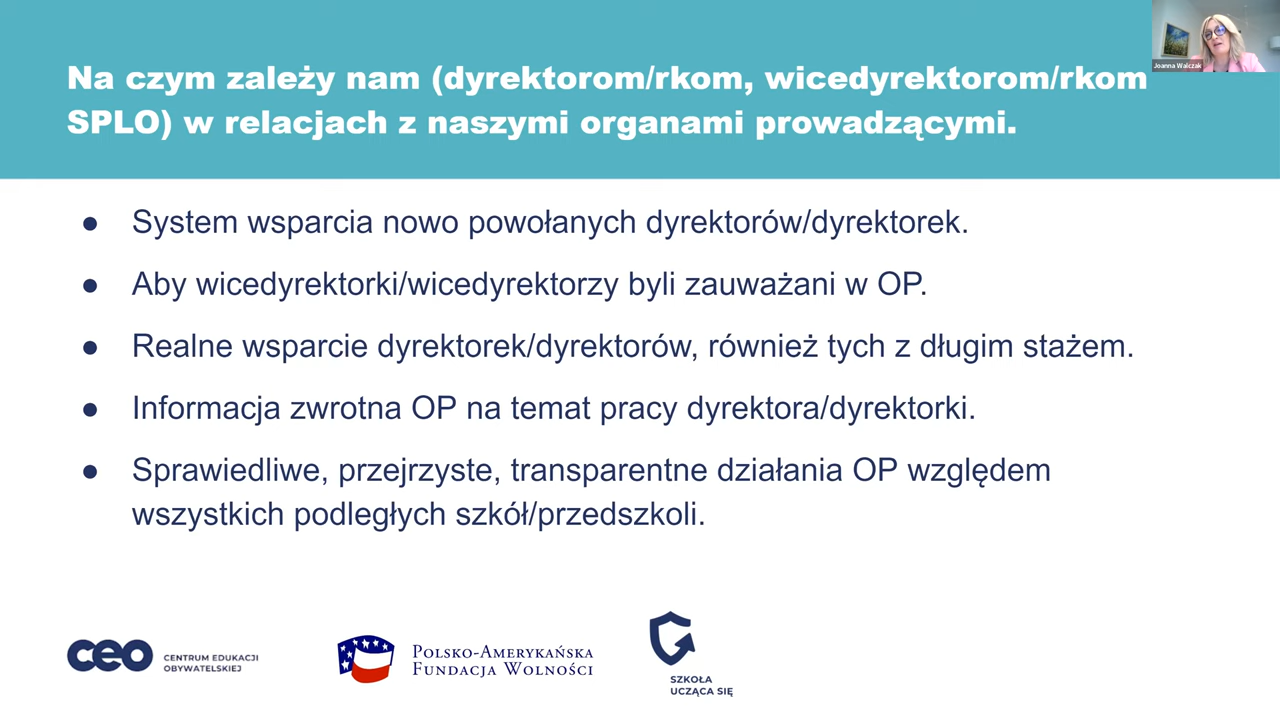 Na czym zależy nam (dyrektorom/rkom, wicedyrektorom/rkom
SPLO) w relacjach z naszymi organami prowadzącymi.
Joanna Walczak
● System wsparcia nowo powołanych dyrektorów/dyrektorek.
● Aby wicedyrektorki/wicedyrektorzy byli zauważani w OP.
● Realne wsparcie dyrektorek/dyrektorów, również tych z długim stażem.
● Informacja zwrotna OP na temat pracy dyrektora/dyrektorki.
● Sprawiedliwe, przejrzyste, transparentne działania OP względem
wszystkich podległych szkół/przedszkoli.
ceo
CENTRUM EDUKACJI
OBYWATELSKIEJ
POLSKO-AMERYKAŃSKA
FUNDACJA WOLNOŚCI
SZKOŁA
UCZĄCA SIĘ